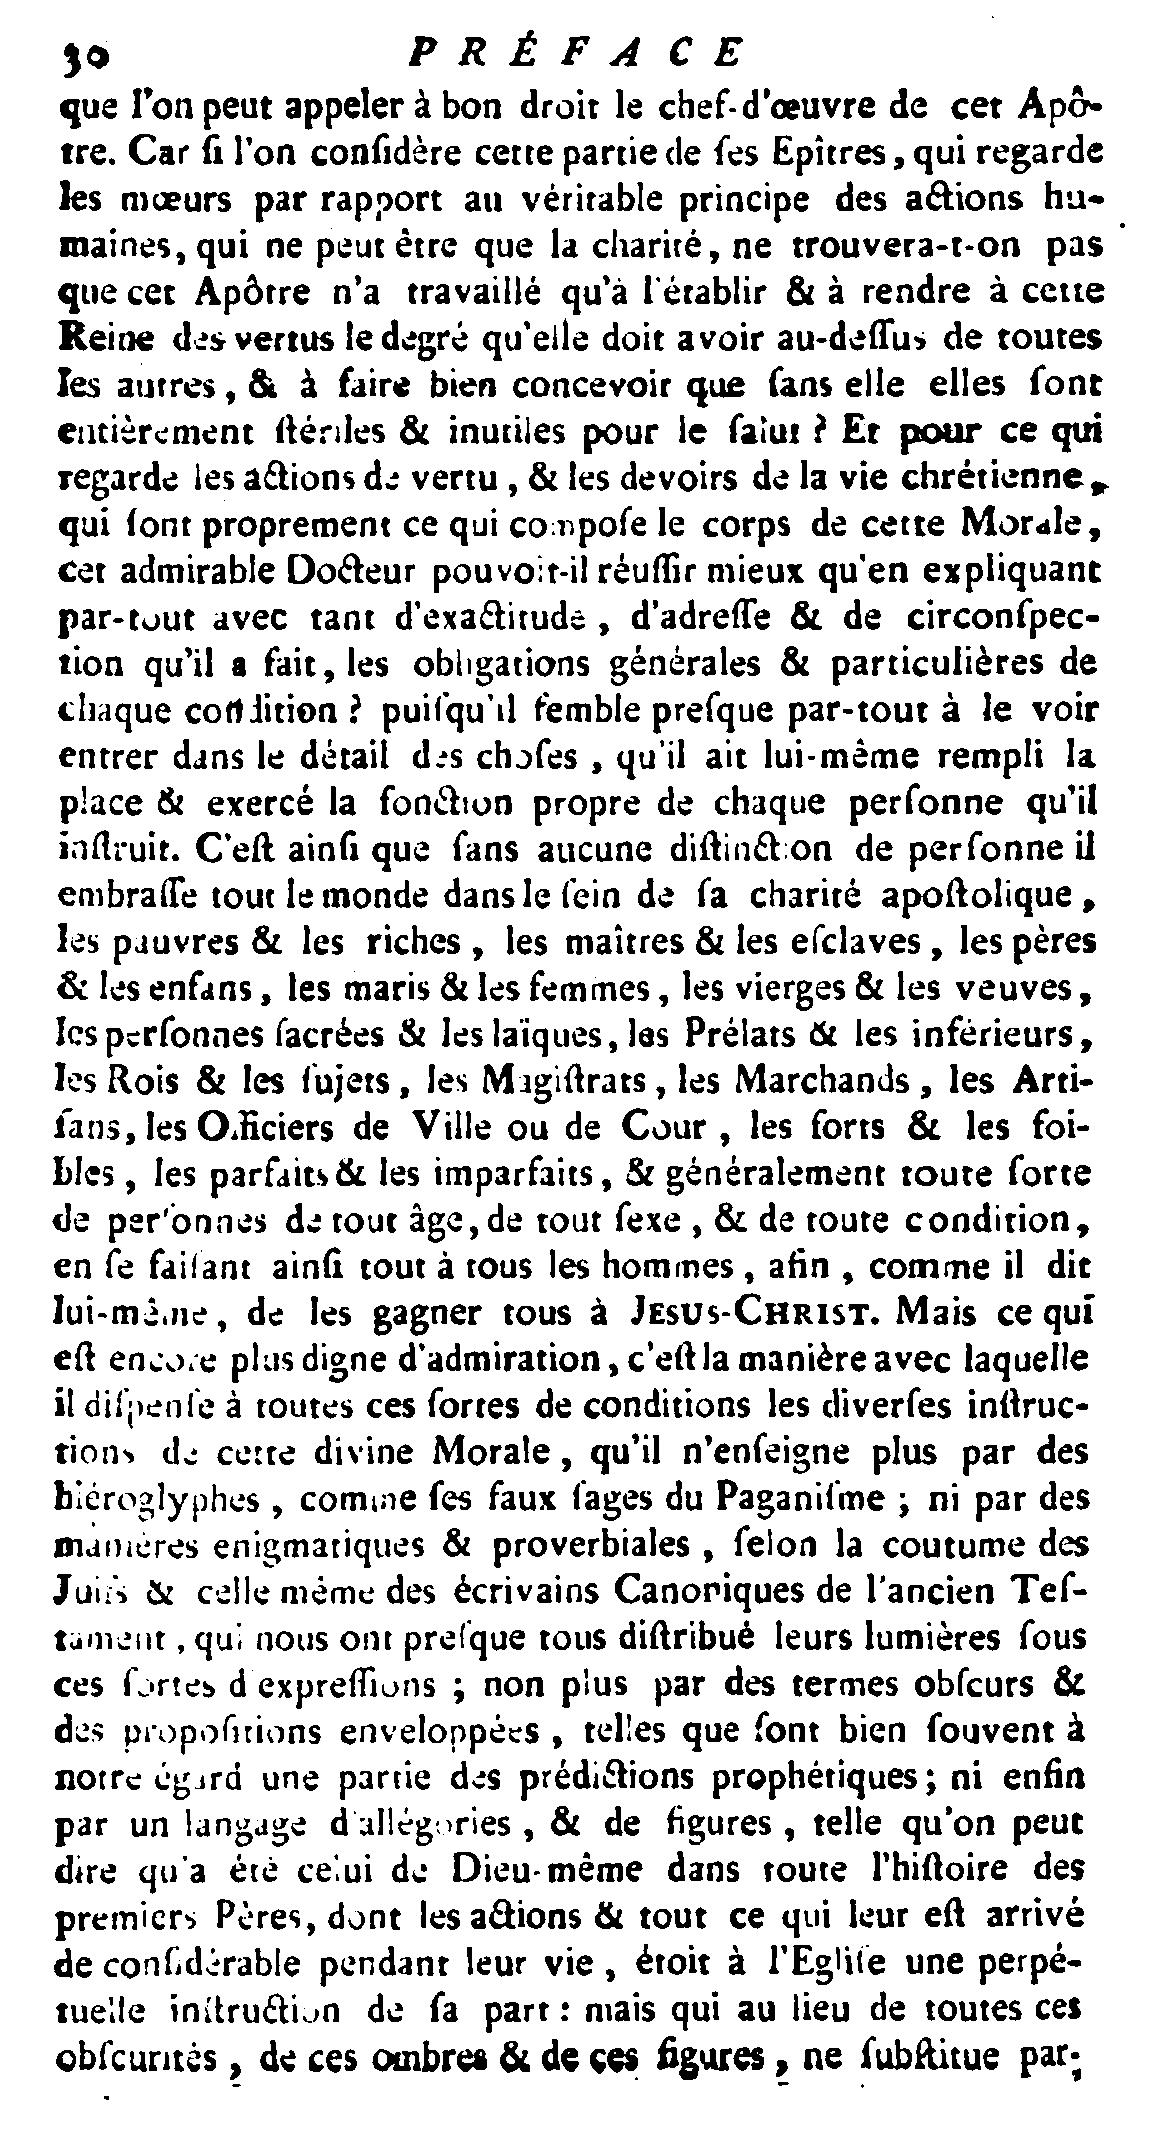 30 PRÉFACE
que l'on peut appeler à bon droit le chef-d'œuvre de cet Apô-
tre. Car ſi l'on conſidère cette partie de ſes Epîtres, qui regarde
les mœurs par rapport au véritable principe des actions hu-
maines, qui ne peut être que la charité, ne trouvera-t-on pas
que cet Apôtre n'a travaillé qu'à l'établir & à rendre à cette
Reine des vertus le degré qu'elle doit avoir au-deſſus de toutes
les autres, & à faire bien concevoir que ſans elle elles ſont
entièrement ſtériles & inutiles pour le ſalut ? Et pour ce qui
regarde les actions de vertu, & les devoirs de la vie chrétienne,
qui ſont proprement ce qui compoſe le corps de cette Morale,
cet admirable Docteur pouvoit-il réuſſir mieux qu'en expliquant
par-tout avec tant d'exactitude, d'adreſſe & de circonſpec-
tion qu'il a fait, les obligations générales & particulières de
chaque condition ? puiſqu'il ſemble preſque par-tout à le voir
entrer dans le détail des choſes, qu'il ait lui-même rempli la
place & exercé la fonction propre de chaque perſonne qu'il
inſtruit. C'eſt ainſi que ſans aucune diſtinction de perſonne il
embraſſe tout le monde dans le ſein de ſa charité apoſtolique,
les pauvres & les riches, les maîtres & les eſclaves, les pères
& les enfans, les maris & les femmes, les vierges & les veuves,
les perſonnes ſacrées & les laïques, les Prélats & les inférieurs,
les Rois & les ſujets, les Magiſtrats, les Marchands, les Arti-
ſans, les Officiers de Ville ou de Cour, les forts & les foi-
bles, les parfaits & les imparfaits, & généralement toute ſorte
de perſonnes de tout âge, de tout ſexe, & de toute condition,
en ſe faiſant ainſi tout à tous les hommes, afin, comme il dit
lui-même, de les gagner tous à JESUS-CHRIST. Mais ce qui
eſt encore plus digne d'admiration, c'eſt la manière avec laquelle
il diſpenſe à toutes ces ſortes de conditions les diverſes inſtruc-
tions de cette divine Morale, qu'il n'enſeigne plus par des
hiéroglyphes, comme ſes faux ſages du Paganiſme ; ni par des
manières enigmatiques & proverbiales, ſelon la coutume des
Juifs & celle même des écrivains Canoniques de l'ancien Teſ-
tament, qui nous ont preſque tous diſtribué leurs lumières ſous
ces ſortes d'expreſſions ; non plus par des termes obſcurs &
des propoſitions enveloppées, telles que ſont bien ſouvent à
notre égard une partie des prédictions prophétiques ; ni enfin
par un langage d'allégories, & de figures, telle qu'on peut
dire qu'a été celui de Dieu-même dans toute l'hiſtoire des
premiers Pères, dont les actions & tout ce qui leur eſt arrivé
de conſidérable pendant leur vie, étoit à l'Egliſe une perpé-
tuelle inſtruction de ſa part : mais qui au lieu de toutes ces
obſcurités, de ces ombres & de ces figures, ne ſubſtitue par-